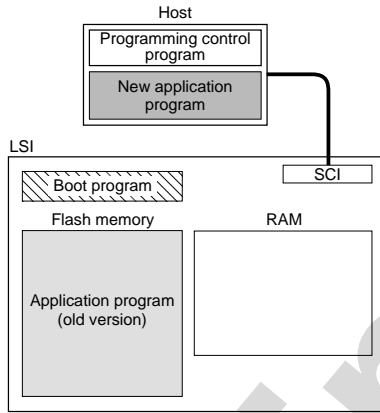 Host
Programming control
program
New application
program
LSI
SCI
Boot program
Flash memory
RAM
Application program
(old version)